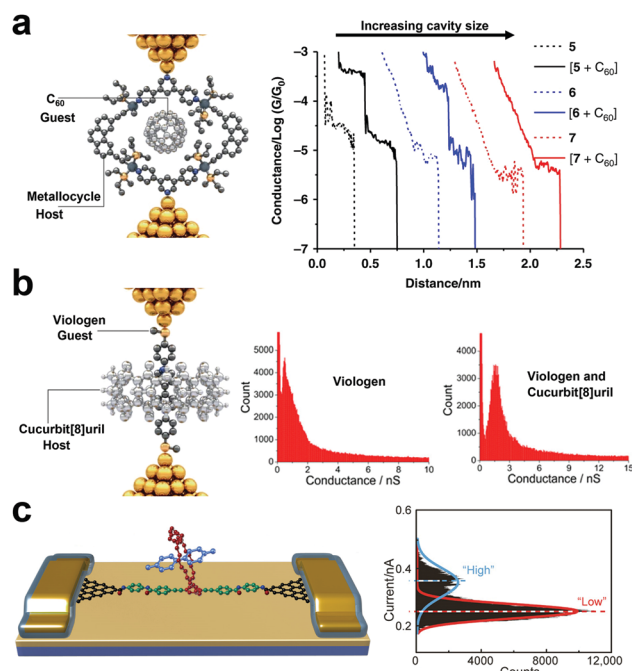 a
C60
Guest
Metallocycle
Host
Increasing cavity size
Conductance/Log (G/G0)
-3
-4
-5
-6
-7
0.0 0.5 1.0 1.5 2.0 2.5
Distance/nm
5
[5 + C60]
6
[6 + C60]
7
[7 + C60]
b
Viologen
Guest
Cucurbit[8]uril
Host
Count
5000
4000
3000
2000
1000
0
Viologen
0 2 4 6 8 10
Conductance / nS
Count
4000
3000
2000
1000
0
Viologen and
Cucurbit[8]uril
0 3 6 9 12 15
Conductance / nS
c
Current/nA
0.6
0.4
0.2
"High"
"Low"
0 4000 8000 12,000
Counts